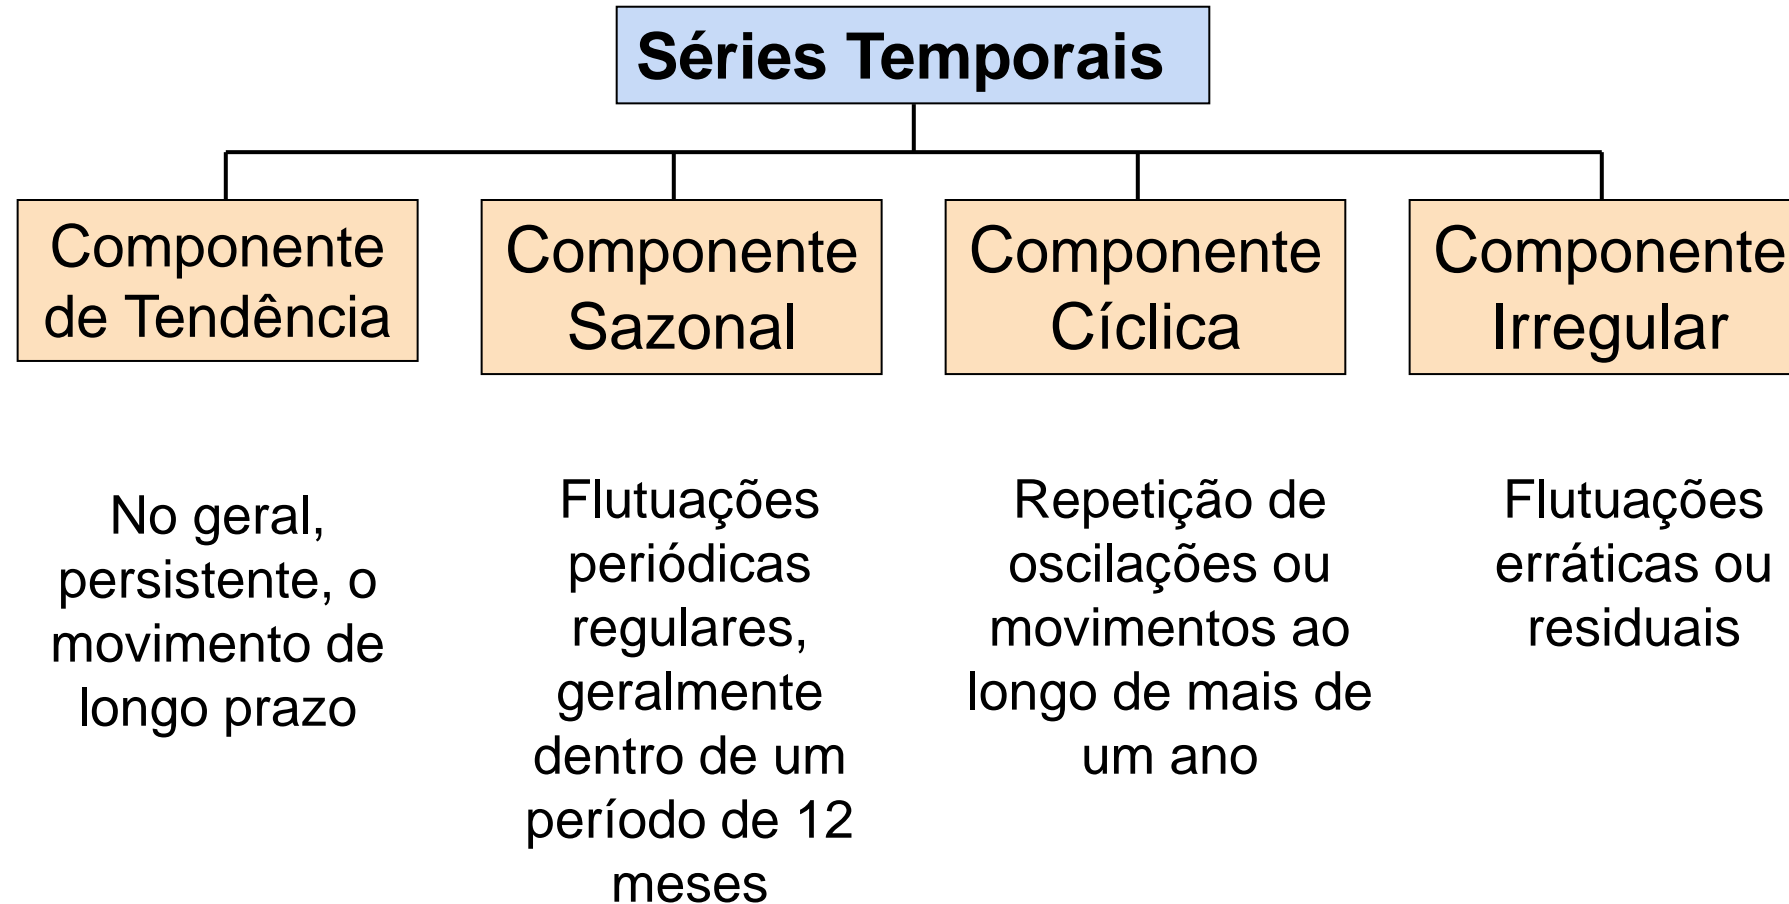 Séries Temporais
Componente
de Tendência
Componente
Sazonal
Componente
Cíclica
Componente
Irregular
No geral,
persistente, o
movimento de
longo prazo
Flutuações
periódicas
regulares,
geralmente
dentro de um
período de 12
meses
Repetição de
oscilações ou
movimentos ao
longo de mais de
um ano
Flutuações
erráticas ou
residuais